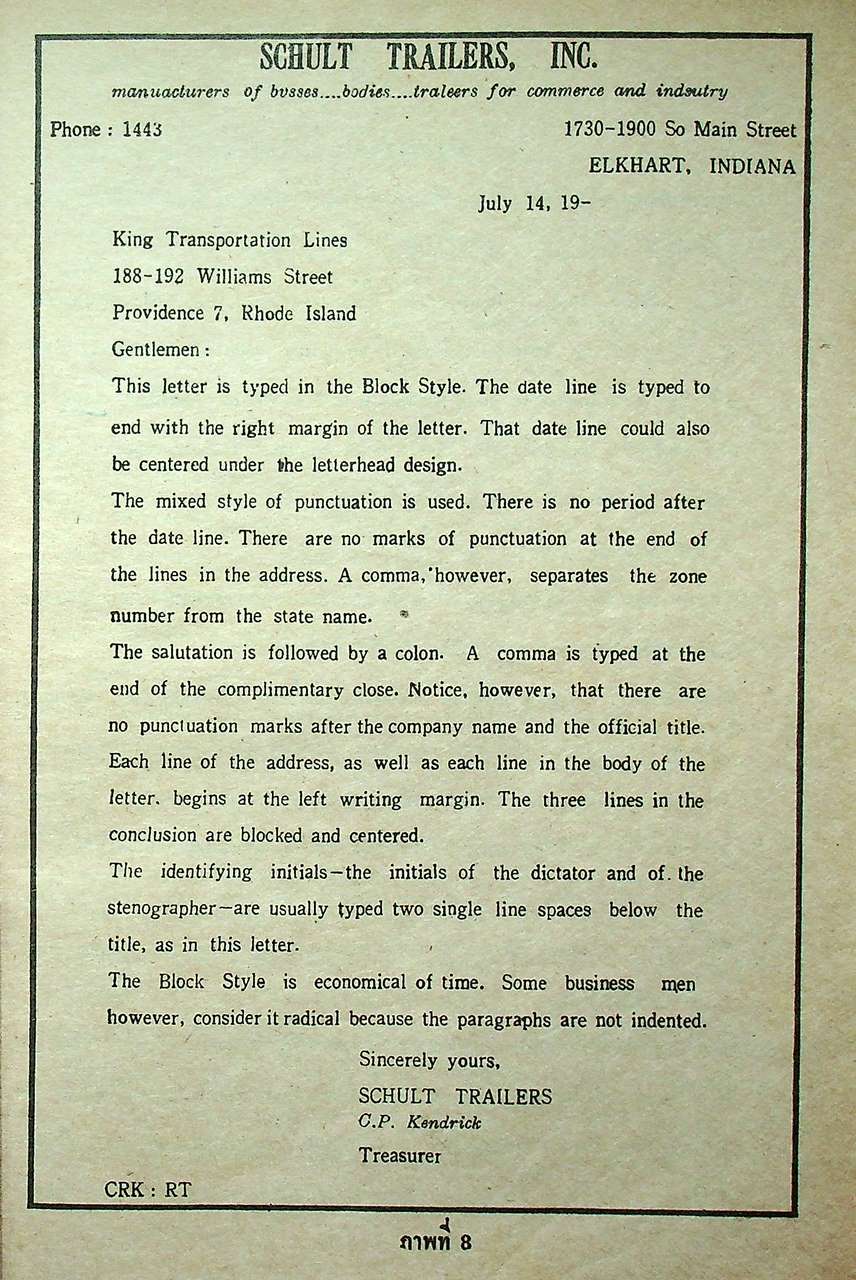 SCHULT TRAILERS, INC.
manuacturers of bvsses....bodies....traleers for commerce and indsutry
Phone : 1443 1730-1900 So Main Street
ELKHART, INDIANA
July 14, 19-
King Transportation Lines
188-192 Williams Street
Providence 7, Rhode Island
Gentlemen :
This letter is typed in the Block Style. The date line is typed to
end with the right margin of the letter. That date line could also
be centered under the letterhead design.
The mixed style of punctuation is used. There is no period after
the date line. There are no marks of punctuation at the end of
the lines in the address. A comma, however, separates the zone
number from the state name.
The salutation is followed by a colon. A comma is typed at the
end of the complimentary close. Notice, however, that there are
no punctuation marks after the company name and the official title.
Each line of the address, as well as each line in the body of the
letter. begins at the left writing margin. The three lines in the
conclusion are blocked and centered.
The identifying initials—the initials of the dictator and of. the
stenographer—are usually typed two single line spaces below the
title, as in this letter.
The Block Style is economical of time. Some business men
however, consider it radical because the paragraphs are not indented.
Sincerely yours,
SCHULT TRAILERS
C.P. Kendrick
Treasurer
CRK : RT
ภาพที่ 8